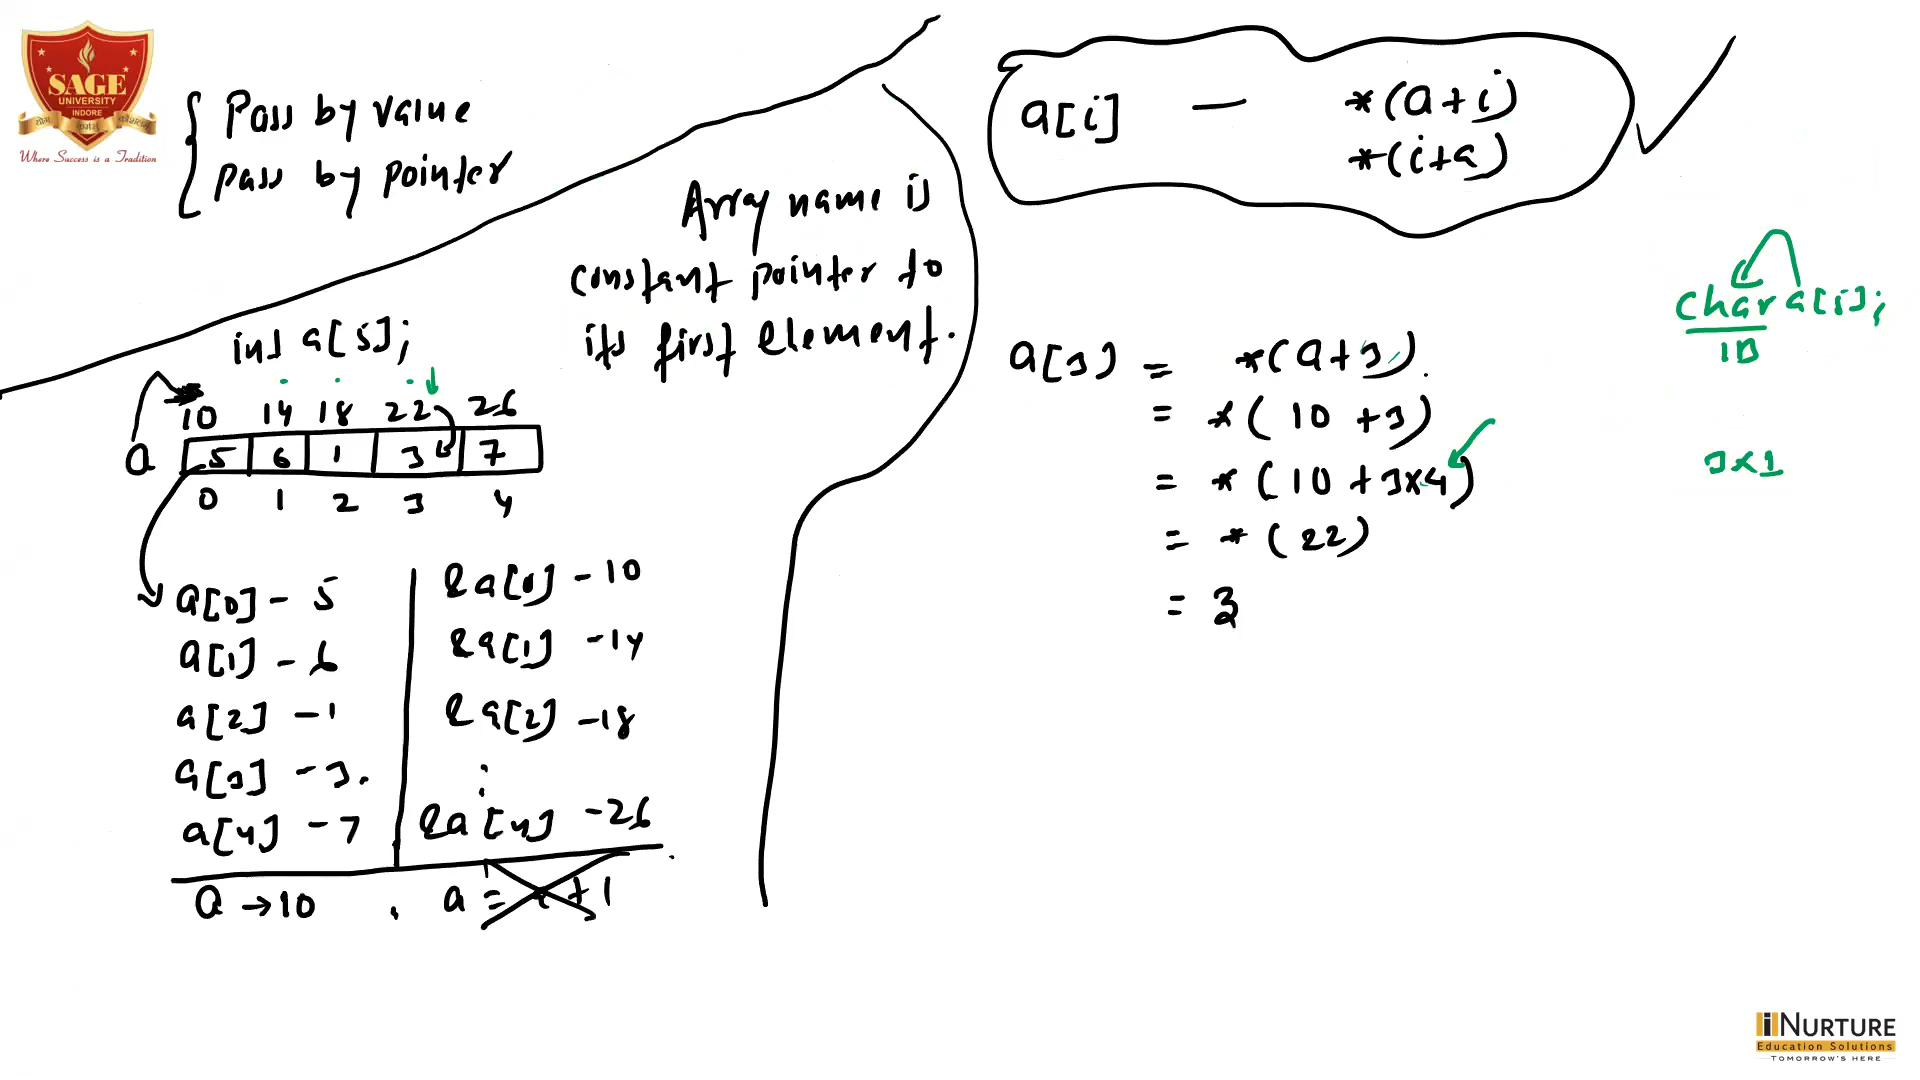 SAGE
UNIVERSITY
INDORE
Where Success is a Tradition
Pass by value
Pass by pointer
Array name is
constant pointer to
its first element.
int a[5];
10 14 18 22 26
a 5 6 1 3 7
0 1 2 3 4
a[0] - 5
a[1] - 6
a[2] - 1
a[3] - 3.
a[4] - 7
&a[0] - 10
&a[1] - 14
&a[2] - 18
:
&a[4] - 26
a → 10
a = + 1
a[i] — *(a+i)
*(i+a)
a[3] = *(a+3).
= *(10 +3)
= *(10 + 3x4)
= *(22)
= 3
char a[i];
1B
3x1
iNURTURE
Education Solutions
TOMORROW'S HERE